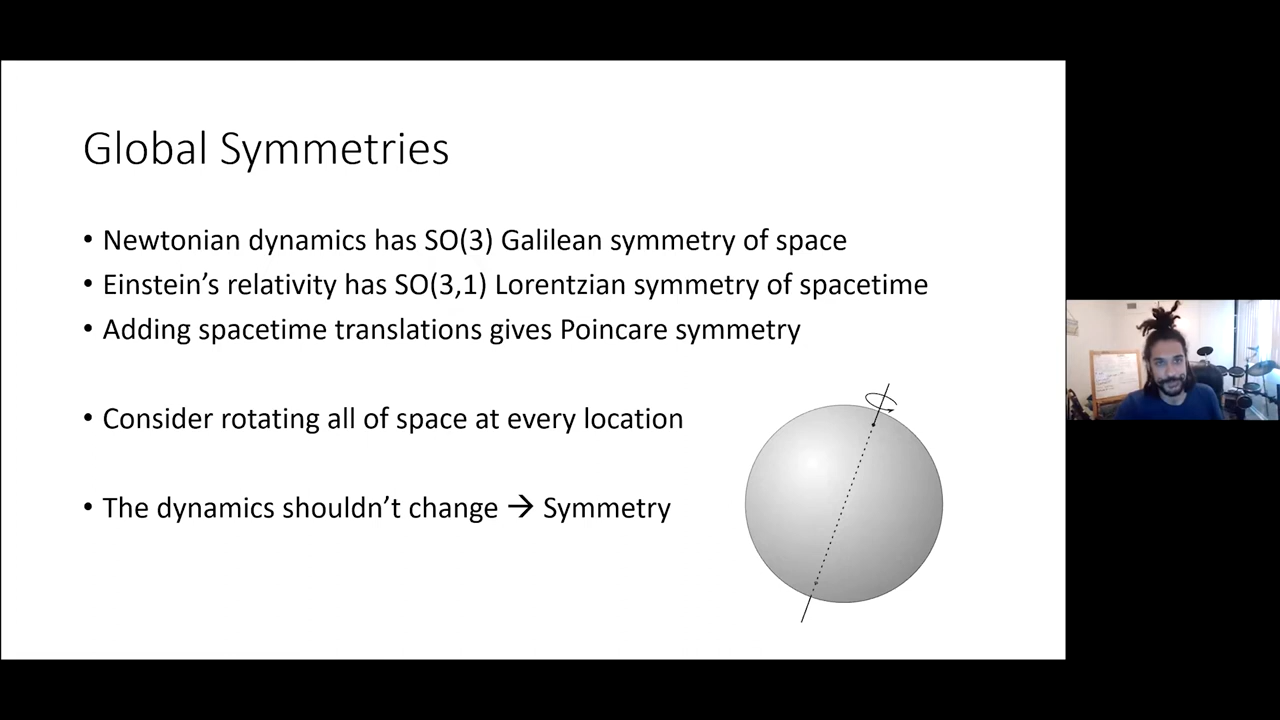 Global Symmetries
• Newtonian dynamics has SO(3) Galilean symmetry of space
• Einstein’s relativity has SO(3,1) Lorentzian symmetry of spacetime
• Adding spacetime translations gives Poincare symmetry
• Consider rotating all of space at every location
• The dynamics shouldn’t change → Symmetry